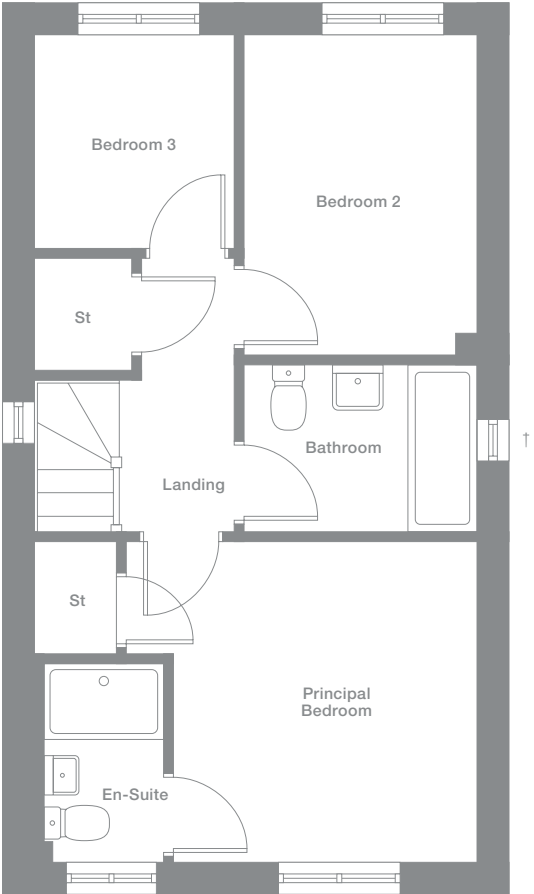 Bedroom 3
Bedroom 2
St
Bathroom
†
Landing
St
Principal
Bedroom
En-Suite